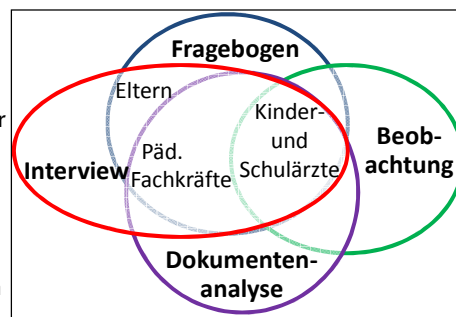 Fragebogen
Eltern
Kinder-
und
Schulärzte
Beob-
achtung
Interview
Päd.
Fachkräfte
Dokumenten-
analyse